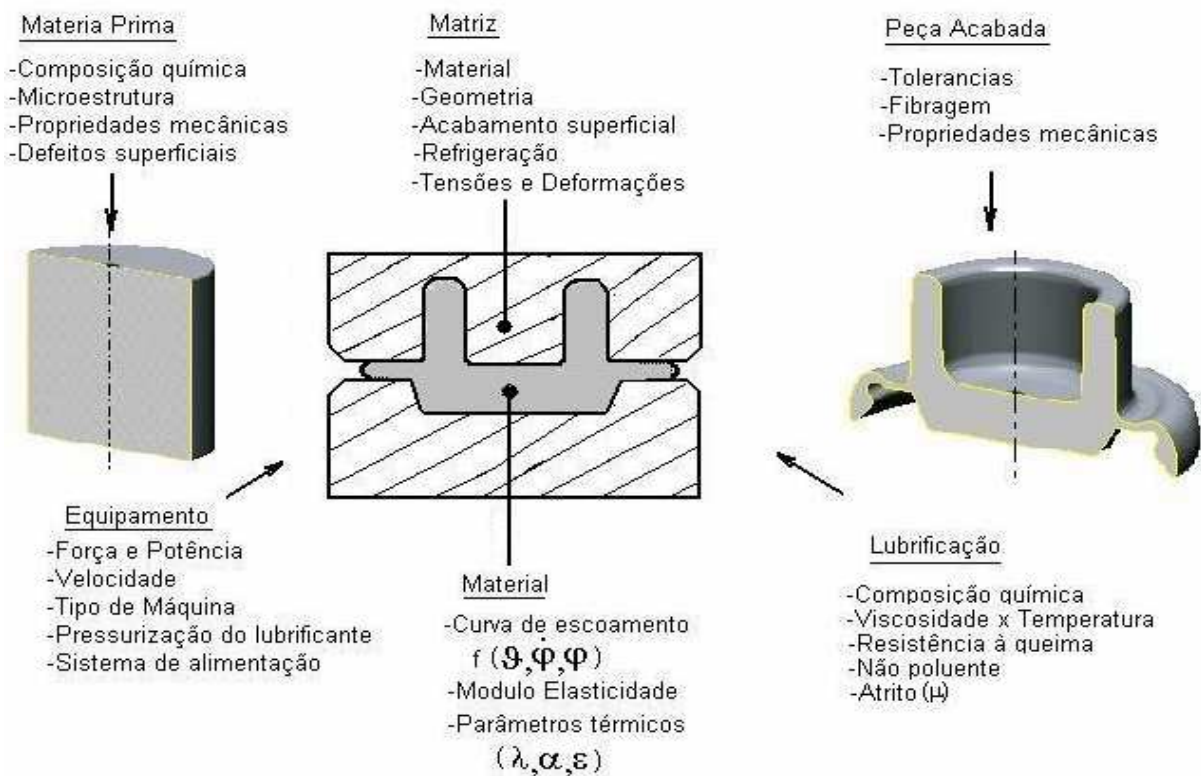 Materia Prima
-Composição química
-Microestrutura
-Propriedades mecânicas
-Defeitos superficiais
Matriz
-Material
-Geometria
-Acabamento superficial
-Refrigeração
-Tensões e Deformações
Peça Acabada
-Tolerancias
-Fibragem
-Propriedades mecânicas
Equipamento
-Força e Potência
-Velocidade
-Tipo de Máquina
-Pressurização do lubrificante
-Sistema de alimentação
Material
-Curva de escoamento
f (ϑ,φ̇,φ)
-Modulo Elasticidade
-Parâmetros térmicos
(λ,α,ε)
Lubrificação
-Composição química
-Viscosidade x Temperatura
-Resistência à queima
-Não poluente
-Atrito (μ)